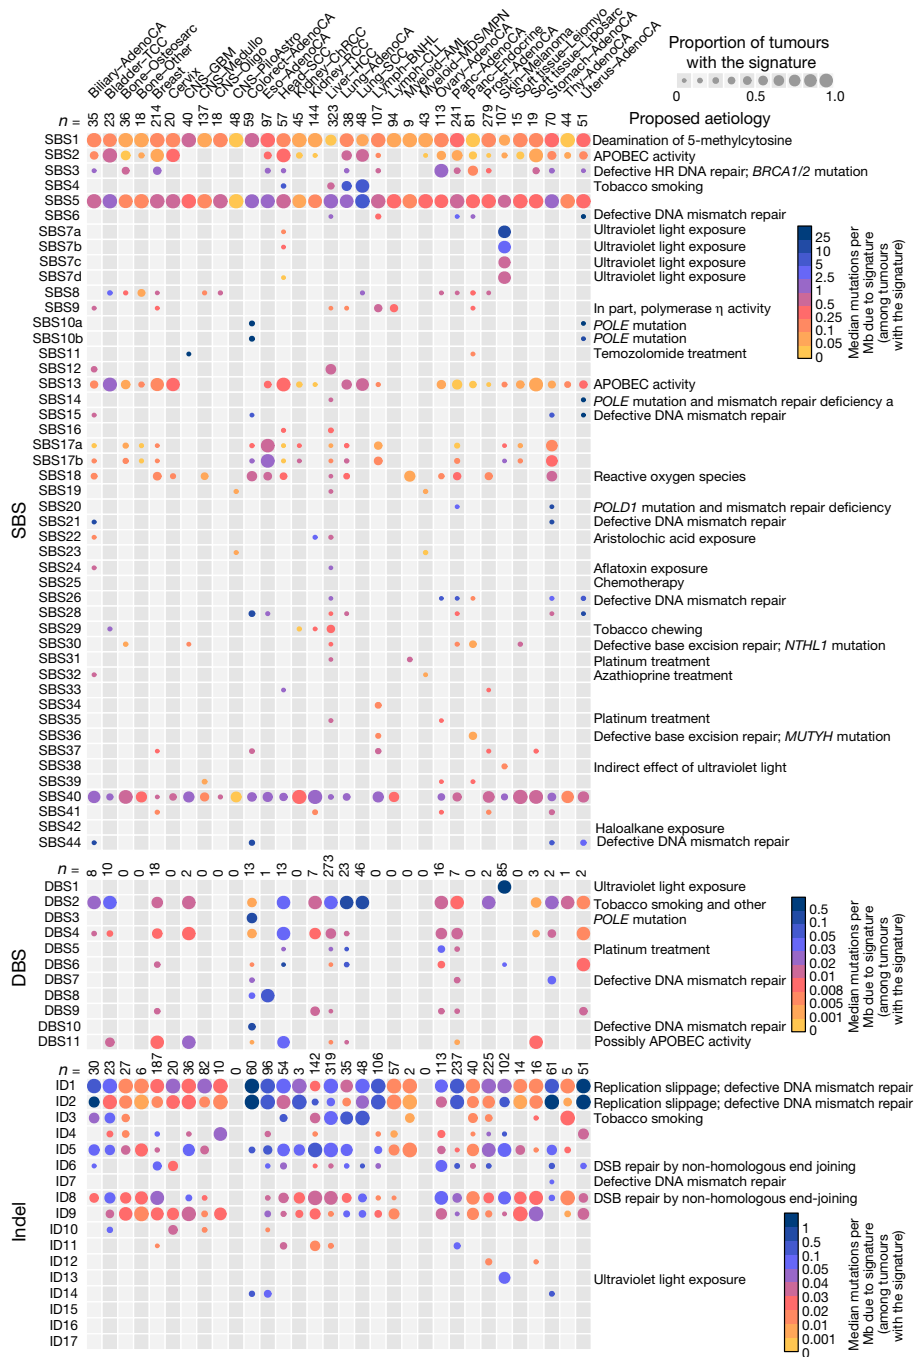 Biliary–AdenoCA
Bladder–TCC
Bone–Osteosarc
Bone–Other
Breast
Cervix
CNS–GBM
CNS–Medullo
CNS–Oligo
CNS–PiloAstro
Colorect–AdenoCA
Eso–AdenoCA
Head–SCC
Kidney–ChRCC
Kidney–RCC
Liver–HCC
Lung–AdenoCA
Lung–SCC
Lymph–BNHL
Lymph–CLL
Myeloid–AML
Myeloid–MDS/MPN
Ovary–AdenoCA
Panc–AdenoCA
Panc–Endocrine
Prost–AdenoCA
Skin–Melanoma
Soft tissue–Leiomyo
Soft tissue–Liposarc
Stomach–AdenoCA
Thy–AdenoCA
Uterus–AdenoCA
Proportion of tumours
with the signature
0 0.5 1.0
Proposed aetiology
n = 35 23 36 18 214 20 40 137 18 48 59 97 57 45 144 323 38 48 107 94 9 43 113 241 81 279 107 15 19 70 44 51
SBS
SBS1 Deamination of 5-methylcytosine
SBS2 APOBEC activity
SBS3 Defective HR DNA repair; BRCA1/2 mutation
SBS4 Tobacco smoking
SBS5
SBS6 Defective DNA mismatch repair
SBS7a Ultraviolet light exposure
SBS7b Ultraviolet light exposure
SBS7c Ultraviolet light exposure
SBS7d Ultraviolet light exposure
SBS8
SBS9 In part, polymerase η activity
SBS10a POLE mutation
SBS10b POLE mutation
SBS11 Temozolomide treatment
SBS12
SBS13 APOBEC activity
SBS14 POLE mutation and mismatch repair deficiency a
SBS15 Defective DNA mismatch repair
SBS16
SBS17a
SBS17b
SBS18 Reactive oxygen species
SBS19
SBS20 POLD1 mutation and mismatch repair deficiency
SBS21 Defective DNA mismatch repair
SBS22 Aristolochic acid exposure
SBS23
SBS24 Aflatoxin exposure
SBS25 Chemotherapy
SBS26 Defective DNA mismatch repair
SBS28
SBS29 Tobacco chewing
SBS30 Defective base excision repair; NTHL1 mutation
SBS31 Platinum treatment
SBS32 Azathioprine treatment
SBS33
SBS34
SBS35 Platinum treatment
SBS36 Defective base excision repair; MUTYH mutation
SBS37
SBS38 Indirect effect of ultraviolet light
SBS39
SBS40
SBS41
SBS42 Haloalkane exposure
SBS44 Defective DNA mismatch repair
25
10
5
2.5
1
0.5
0.25
0.1
0.05
0
Median mutations per
Mb due to signature
(among tumours
with the signature)
n = 8 10 0 0 18 0 2 0 0 0 13 1 13 0 7 273 23 46 0 0 0 0 16 7 0 2 85 0 3 2 1 2
DBS
DBS1 Ultraviolet light exposure
DBS2 Tobacco smoking and other
DBS3 POLE mutation
DBS4
DBS5 Platinum treatment
DBS6
DBS7 Defective DNA mismatch repair
DBS8
DBS9
DBS10 Defective DNA mismatch repair
DBS11 Possibly APOBEC activity
0.5
0.1
0.05
0.03
0.02
0.01
0.008
0.005
0.001
0
Median mutations per
Mb due to signature
(among tumours
with the signature)
n = 30 23 27 6 187 20 36 82 10 0 60 96 54 3 142 319 35 48 106 57 2 0 113 237 40 225 102 14 16 61 5 51
Indel
ID1 Replication slippage; defective DNA mismatch repair
ID2 Replication slippage; defective DNA mismatch repair
ID3 Tobacco smoking
ID4
ID5
ID6 DSB repair by non-homologous end joining
ID7 Defective DNA mismatch repair
ID8 DSB repair by non-homologous end-joining
ID9
ID10
ID11
ID12
ID13 Ultraviolet light exposure
ID14
ID15
ID16
ID17
1
0.5
0.1
0.05
0.04
0.03
0.02
0.01
0.001
0
Median mutations per
Mb due to signature
(among tumours
with the signature)